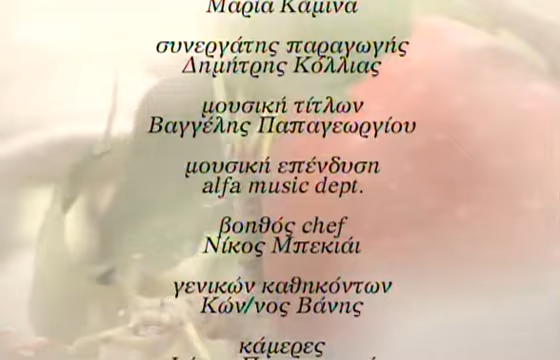 Μαρία Καμινα
συνεργάτης παραγωγής
Δημήτρης Κόλλιας
μουσική τίτλων
Βαγγέλης Παπαγεωργίου
μουσική επένδυση
alfa music dept.
βοηθός chef
Νίκος Μπεκιάι
γενικών καθηκόντων
Κών/νος Βάνης
κάμερες